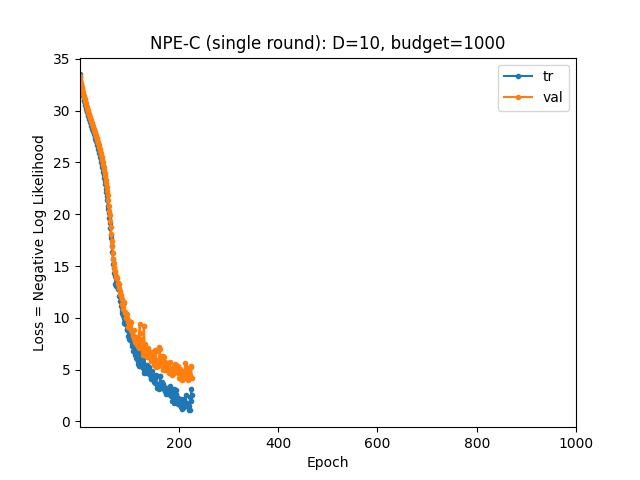 NPE-C (single round): D=10, budget=1000
tr
val
35
30
25
20
15
10
5
0
Loss = Negative Log Likelihood
200
400
600
800
1000
Epoch